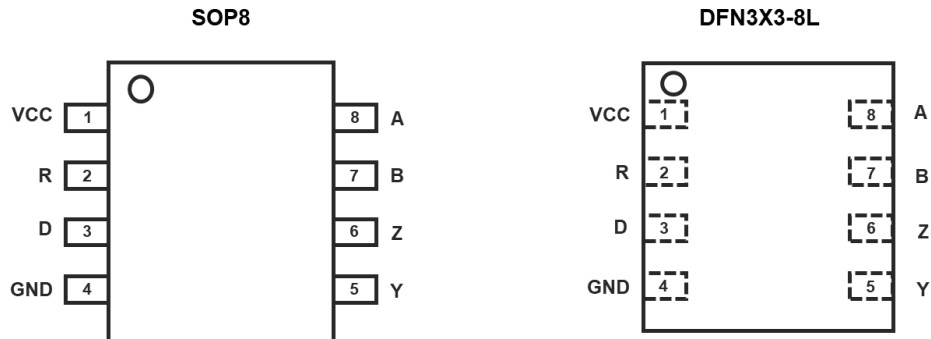 SOP8
VCC 1 8 A
R 2 7 B
D 3 6 Z
GND 4 5 Y
DFN3X3-8L
VCC 1 8 A
R 2 7 B
D 3 6 Z
GND 4 5 Y